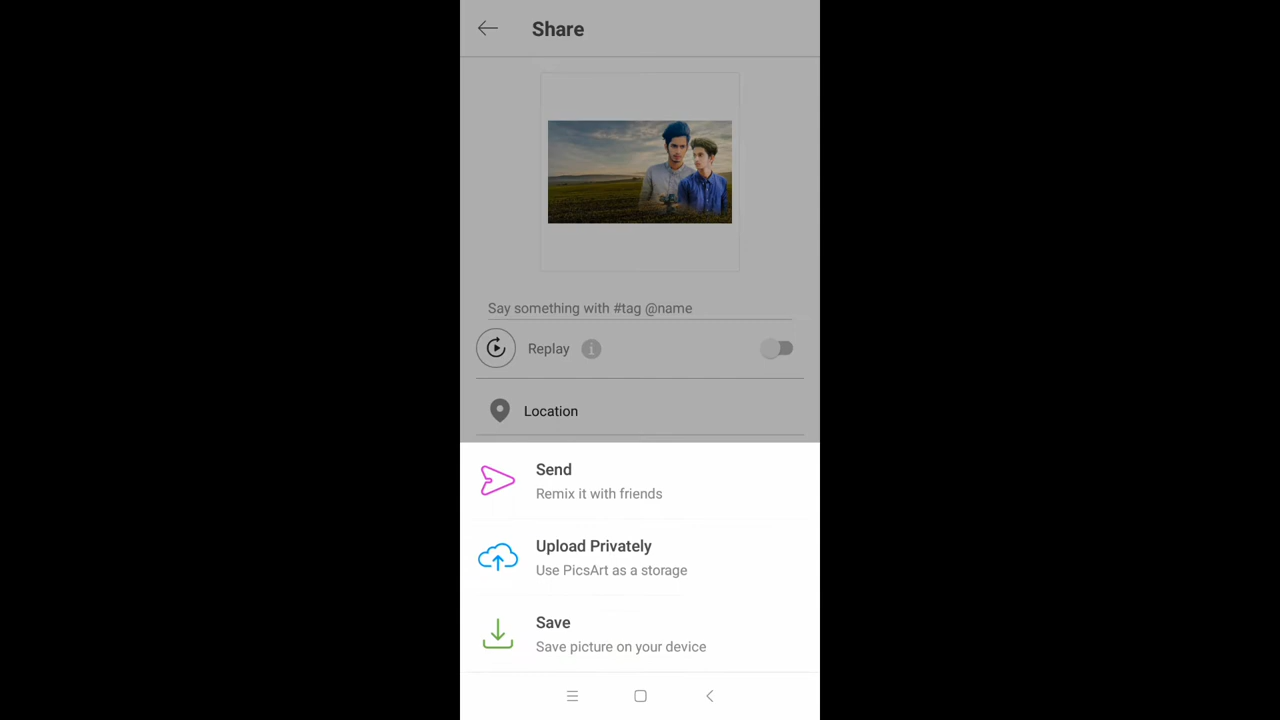 Share
Say something with #tag @name
Replay
Location
Send
Remix it with friends
Upload Privately
Use PicsArt as a storage
Save
Save picture on your device